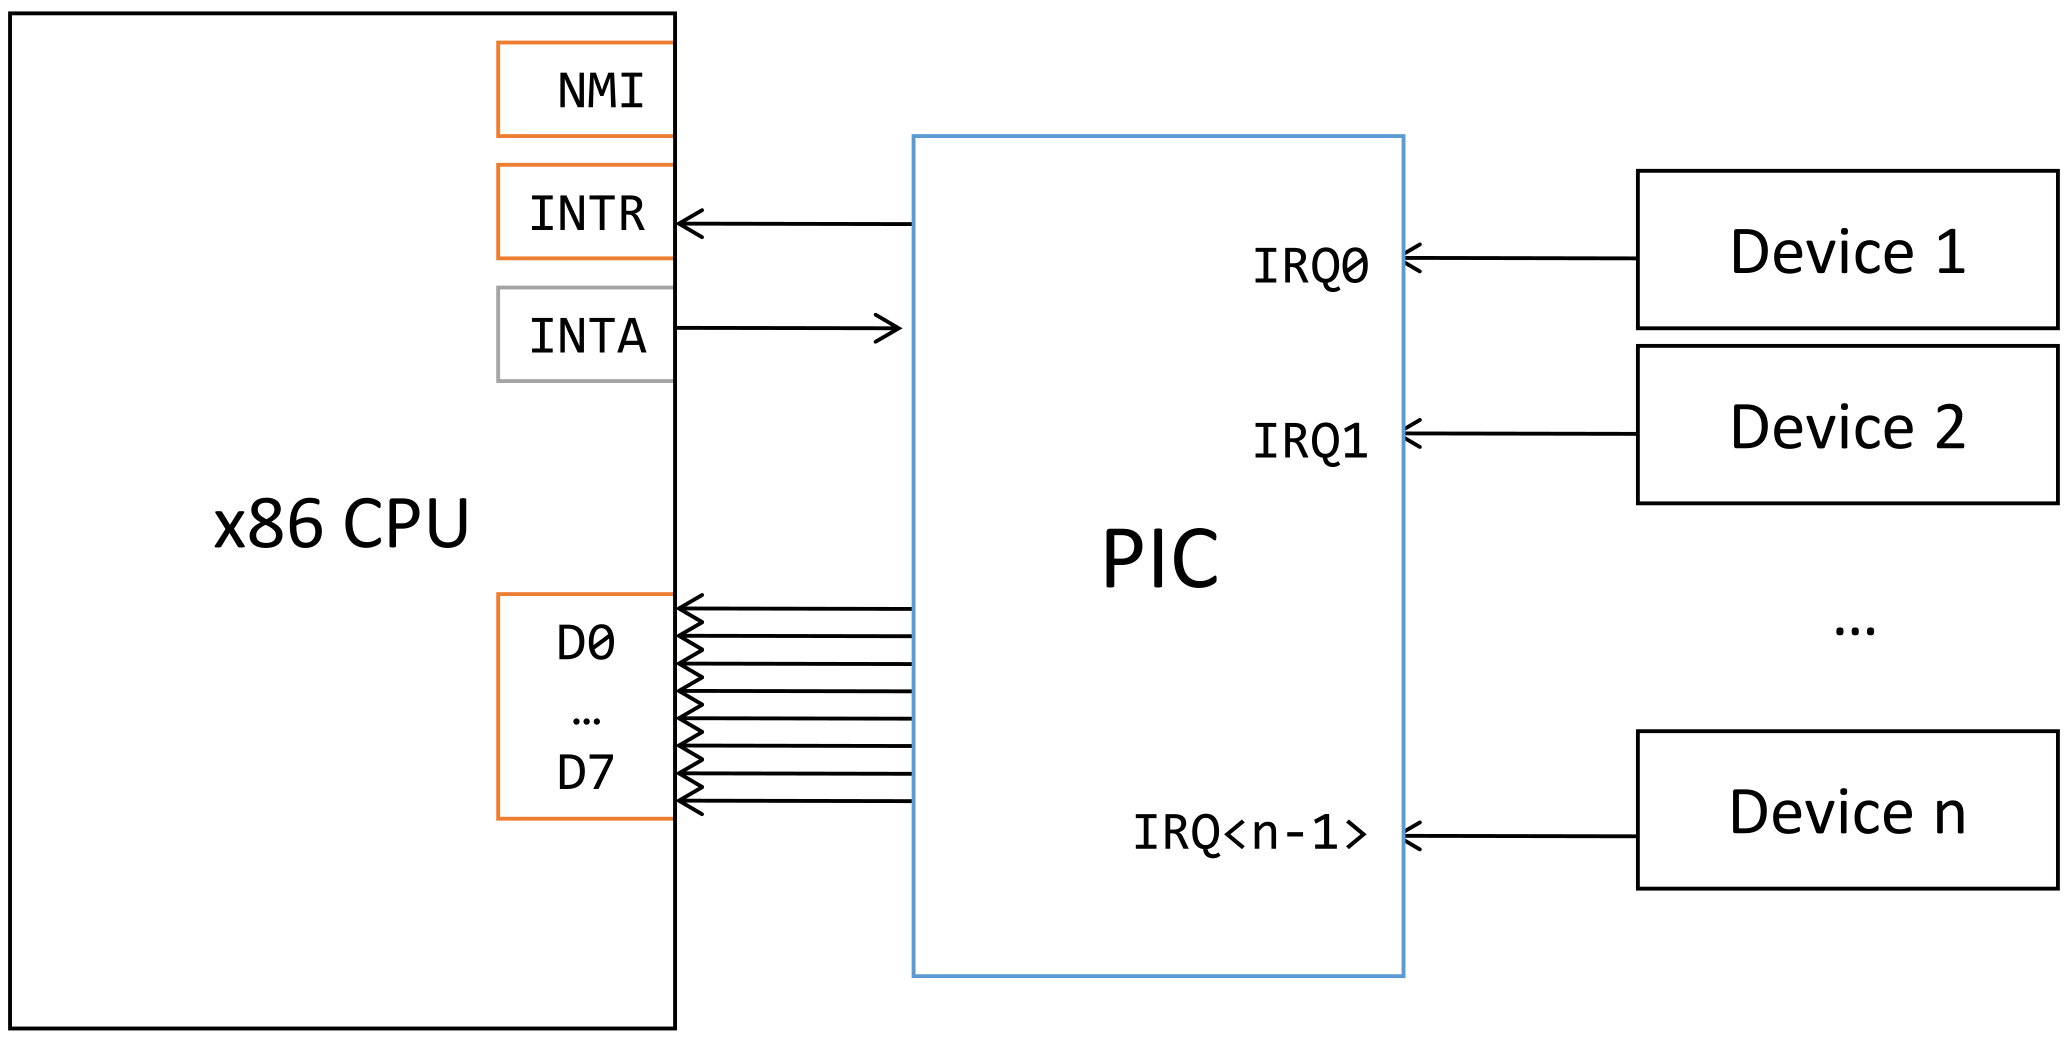 NMI
INTR
INTA
x86 CPU
D0
...
D7
PIC
IRQ0
IRQ1
IRQ<n-1>
Device 1
Device 2
...
Device n